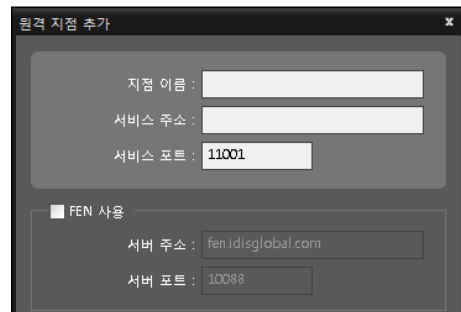 원격 지점 추가 x
지점 이름 :
서비스 주소 :
서비스 포트 : 11001
FEN 사용
서버 주소 : fen.idisglobal.com
서버 포트 : 10088